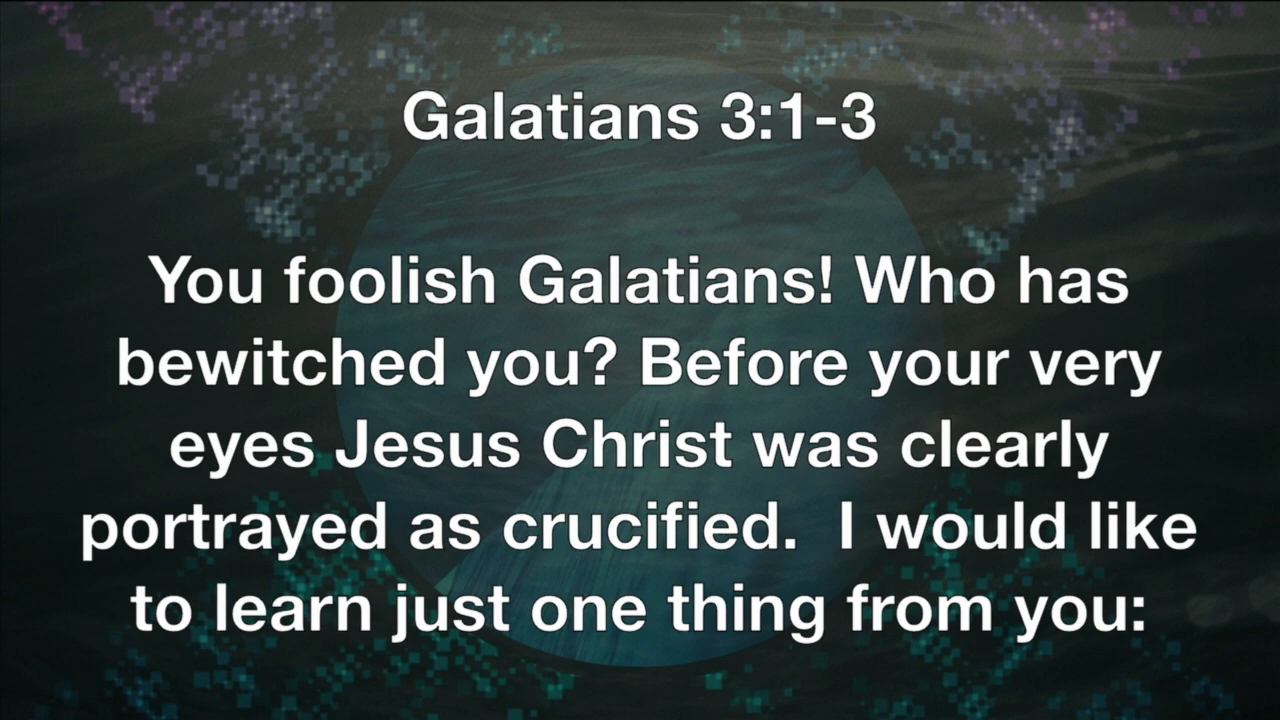 Galatians 3:1-3
You foolish Galatians! Who has
bewitched you? Before your very
eyes Jesus Christ was clearly
portrayed as crucified.  I would like
to learn just one thing from you: